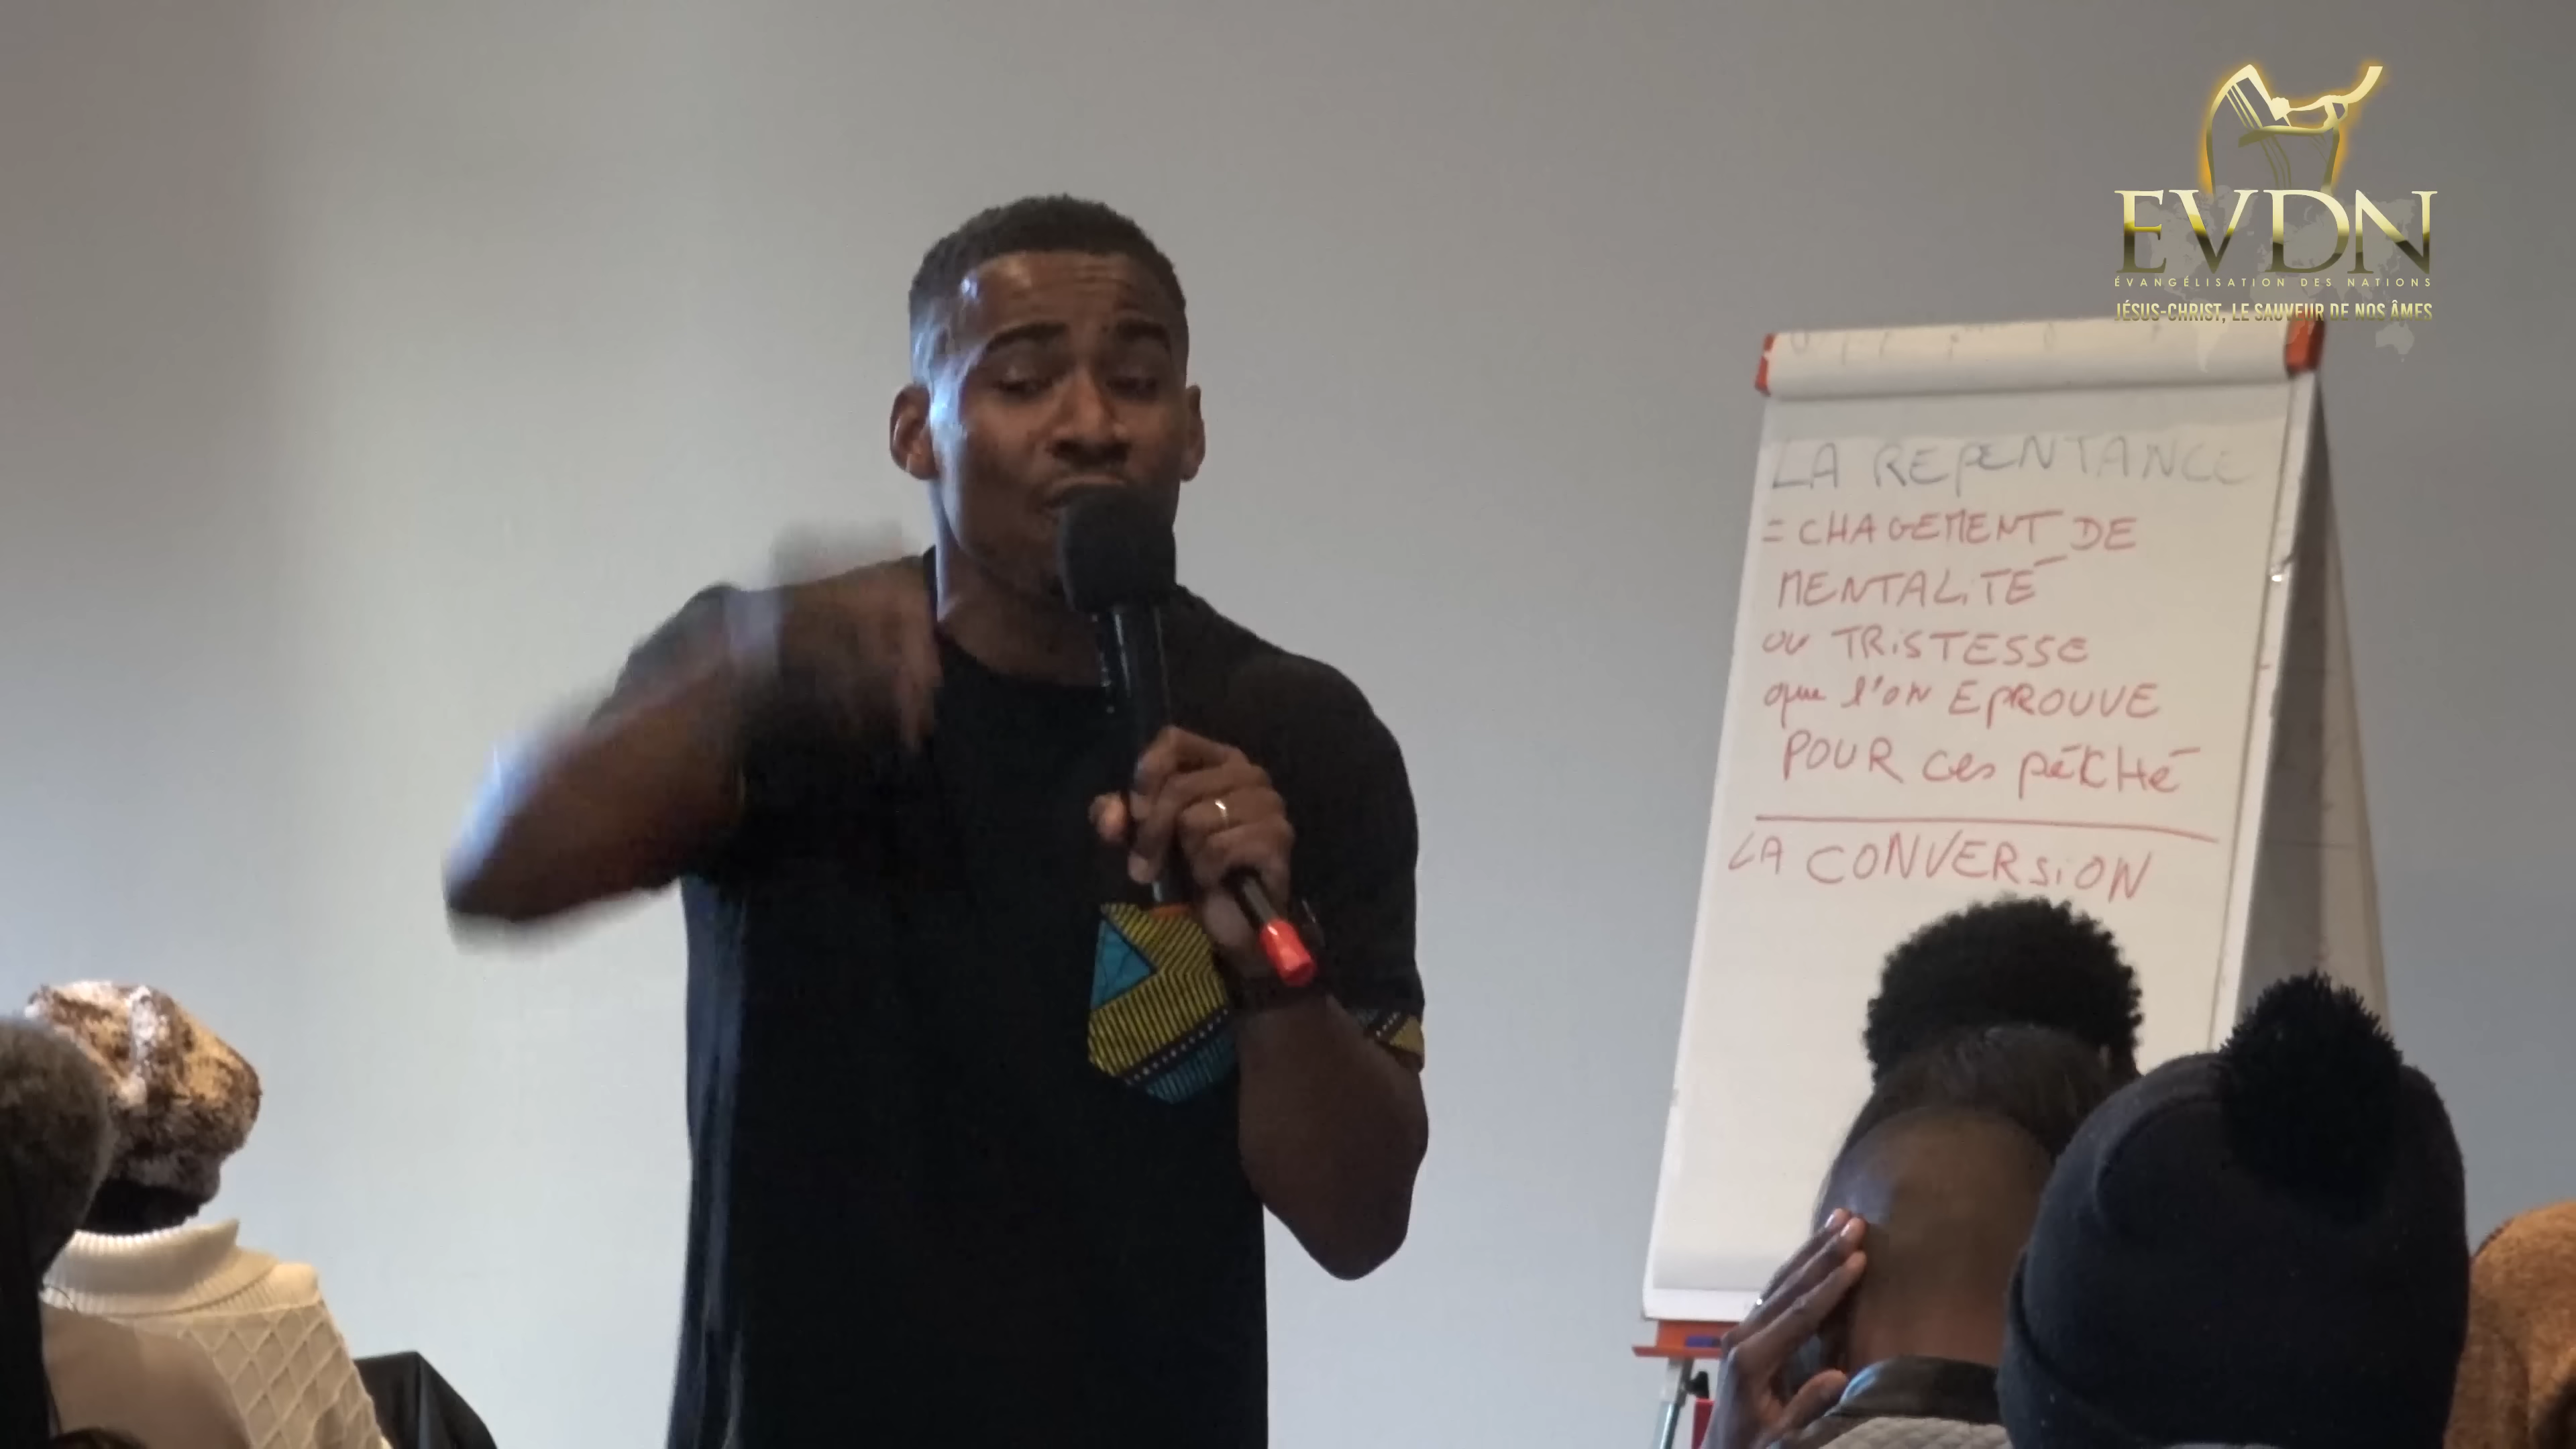 EVDN
ÉVANGÉLISATION DES NATIONS
JÉSUS-CHRIST, LE SAUVEUR DE NOS ÂMES
LA REPENTANCE
= CHAGEMENT DE
MENTALITÉ
OU TRISTESSE
que l'on EPROUVE
POUR ces péTCHé
LA CONVERSION